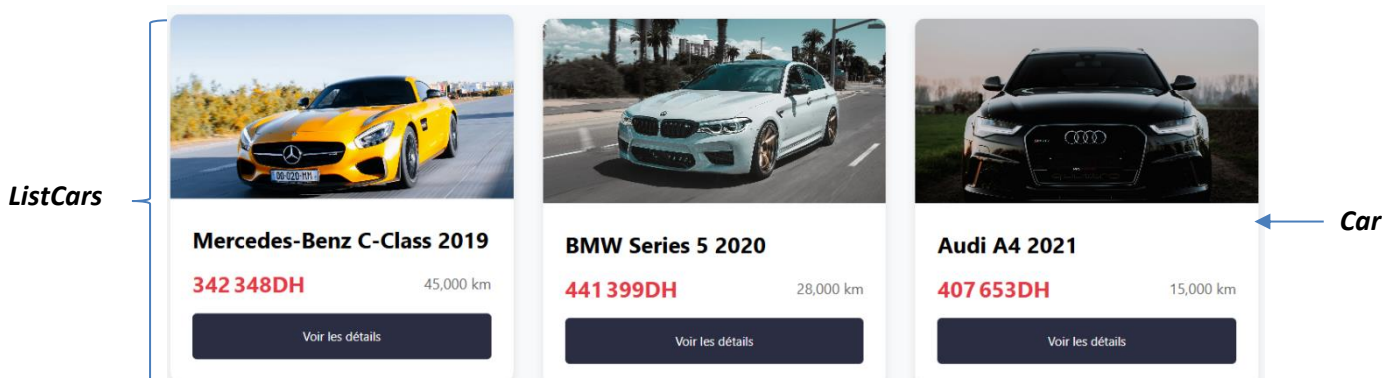 ListCars
Car
Mercedes-Benz C-Class 2019
342 348DH
45,000 km
Voir les détails
BMW Series 5 2020
441 399DH
28,000 km
Voir les détails
Audi A4 2021
407 653DH
15,000 km
Voir les détails